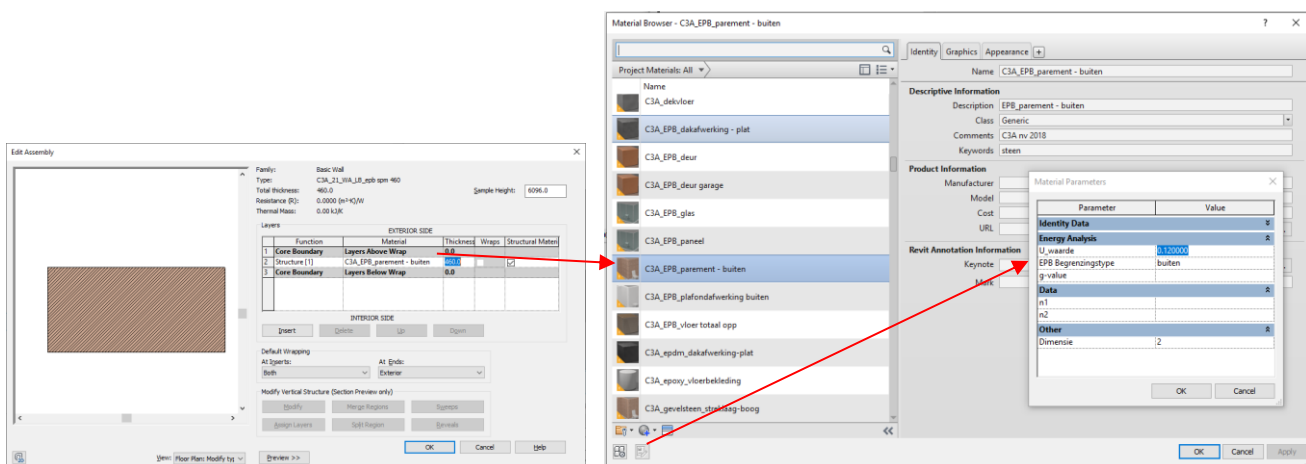 Edit Assembly
Family: Basic Wall
Type: C3A_21_WA_LB_epb spm 460
Total thickness: 460.0
Sample Height: 6096.0
Resistance (R): 0.0000 (m²·K)/W
Thermal Mass: 0.00 kJ/K
Layers
EXTERIOR SIDE
Function Material Thickness Wraps Structural Materi
1 Core Boundary Layers Above Wrap 0.0
2 Structure [1] C3A_EPB_parement - buiten 460.0
3 Core Boundary Layers Below Wrap 0.0
INTERIOR SIDE
Insert Delete Up Down
Default Wrapping
At Inserts: At Ends:
Both Exterior
Modify Vertical Structure (Section Preview only)
Modify Merge Regions Sweeps
Assign Layers Split Region Reveals
OK Cancel Help
View: Floor Plan: Modify typ Preview >>
Material Browser - C3A_EPB_parement - buiten ? X
Project Materials: All
Name
C3A_dekvloer
C3A_EPB_dakafwerking - plat
C3A_EPB_deur
C3A_EPB_deur garage
C3A_EPB_glas
C3A_EPB_paneel
C3A_EPB_parement - buiten
C3A_EPB_plafondafwerking buiten
C3A_EPB_vloer totaal opp
C3A_epdm_dakafwerking-plat
C3A_epoxy_vloerbekleding
C3A_gevelsteen_streklaag-boog
Identity Graphics Appearance +
Name C3A_EPB_parement - buiten
Descriptive Information
Description EPB_parement - buiten
Class Generic
Comments C3A nv 2018
Keywords steen
Product Information
Manufacturer
Model
Cost
URL
Revit Annotation Information
Keynote
Mark
Material Parameters
Parameter Value
Identity Data
Energy Analysis
U_waarde 0.120000
EPB Begrenzingstype buiten
g-value
Data
n1
n2
Other
Dimensie 2
OK Cancel
OK Cancel Apply